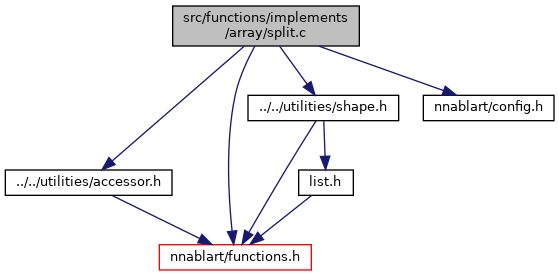 src/functions/implements
/array/split.c
../../utilities/shape.h
nnablart/config.h
../../utilities/accessor.h
list.h
nnablart/functions.h